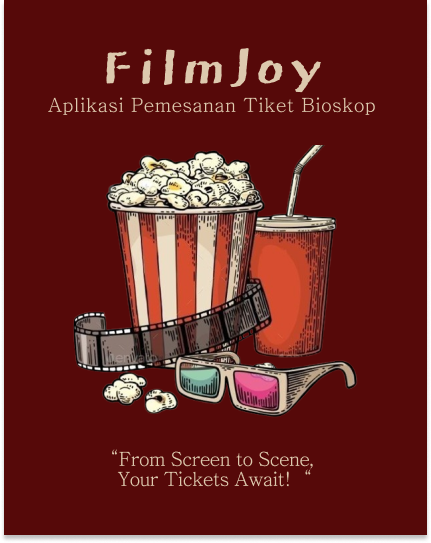 FilmJoy
Aplikasi Pemesanan Tiket Bioskop
“From Screen to Scene,
Your Tickets Await! “